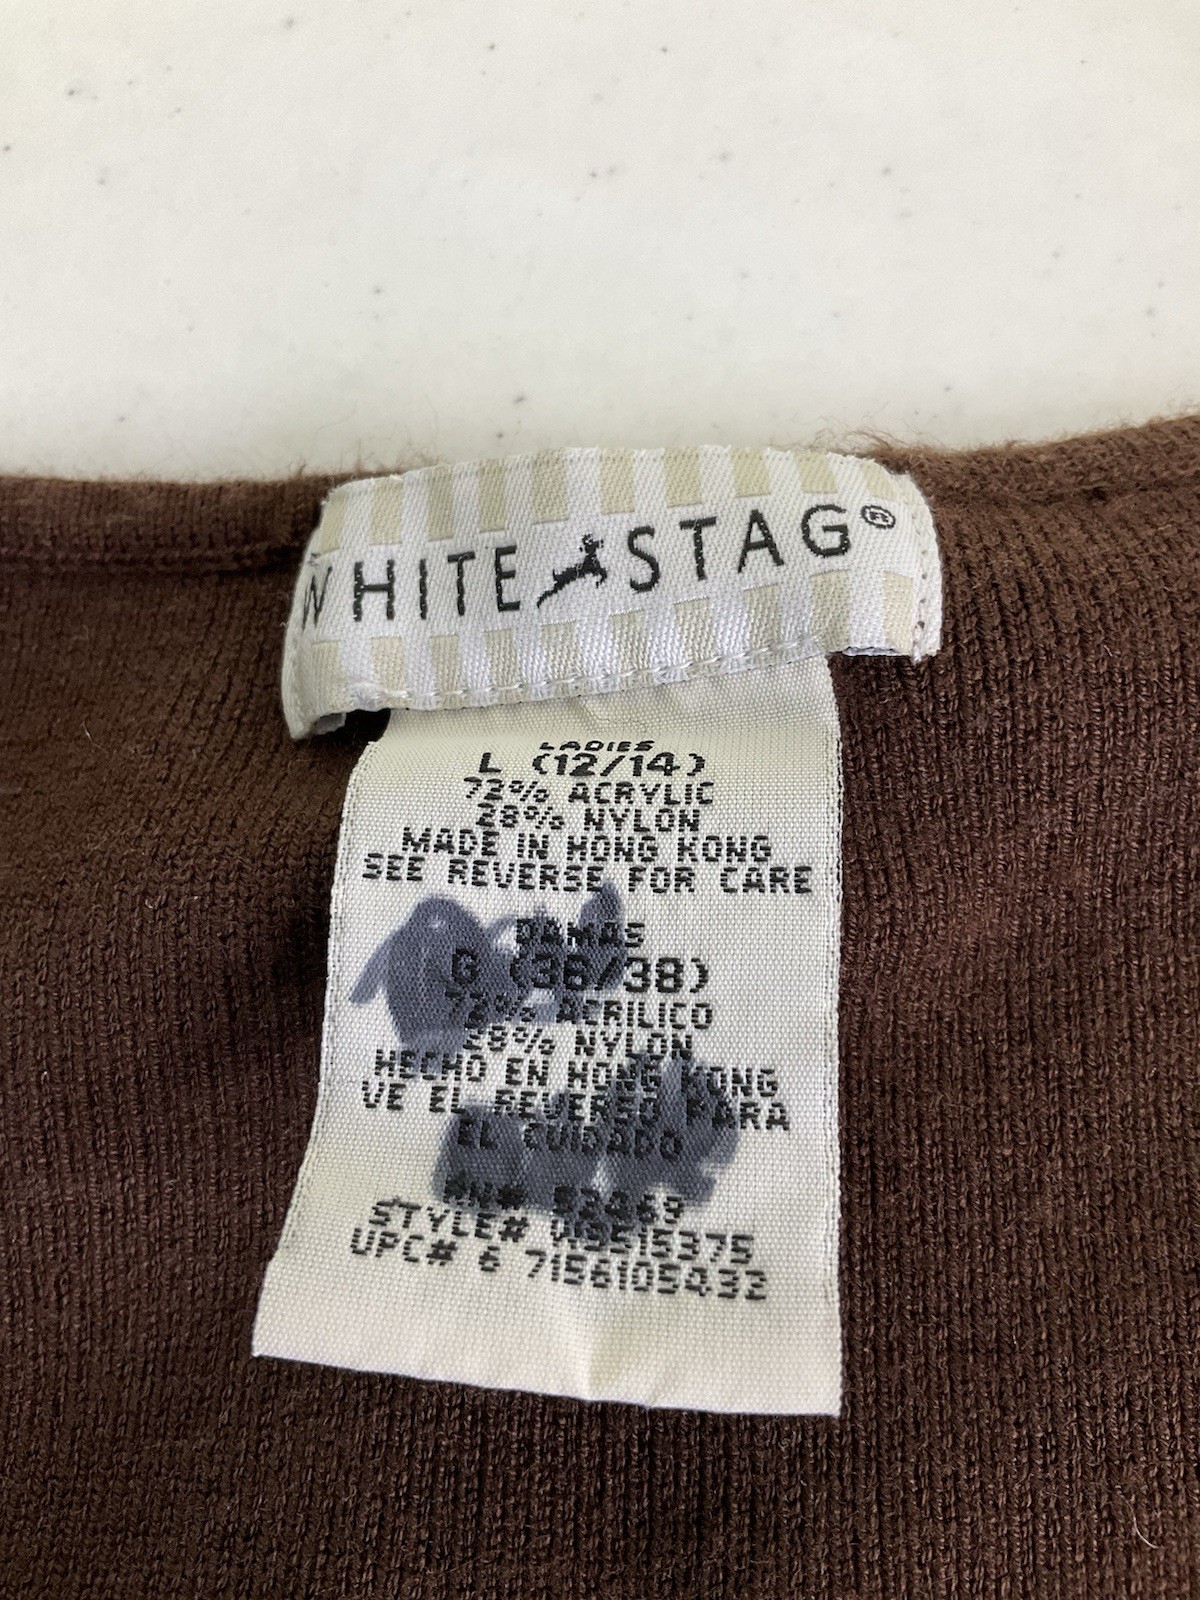 WHITE STAG®
LADIES
L (12/14)
72% ACRYLIC
28% NYLON
MADE IN HONG KONG
SEE REVERSE FOR CARE
DAMAS
G (36/38)
72% ACRILICO
28% NYLON
HECHO EN HONG KONG
VE EL REVERSO PARA
EL CUIDADO
RN#
STYLE#
UPC# 6 7156105432